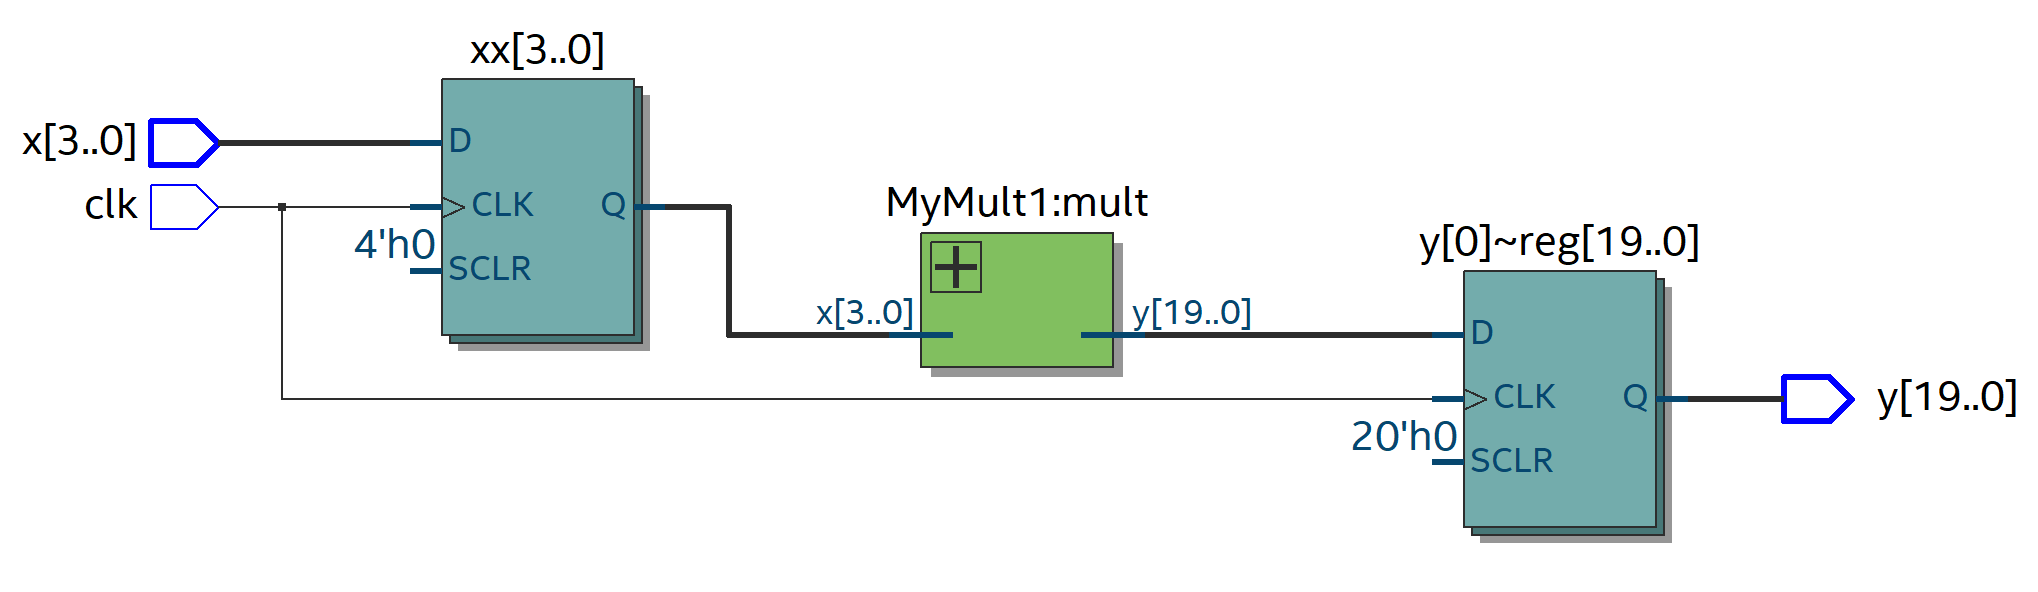 xx[3..0]
x[3..0]
D
clk
CLK
Q
4'h0
SCLR
MyMult1:mult
x[3..0]
y[19..0]
y[0]~reg[19..0]
D
CLK
Q
20'h0
SCLR
y[19..0]